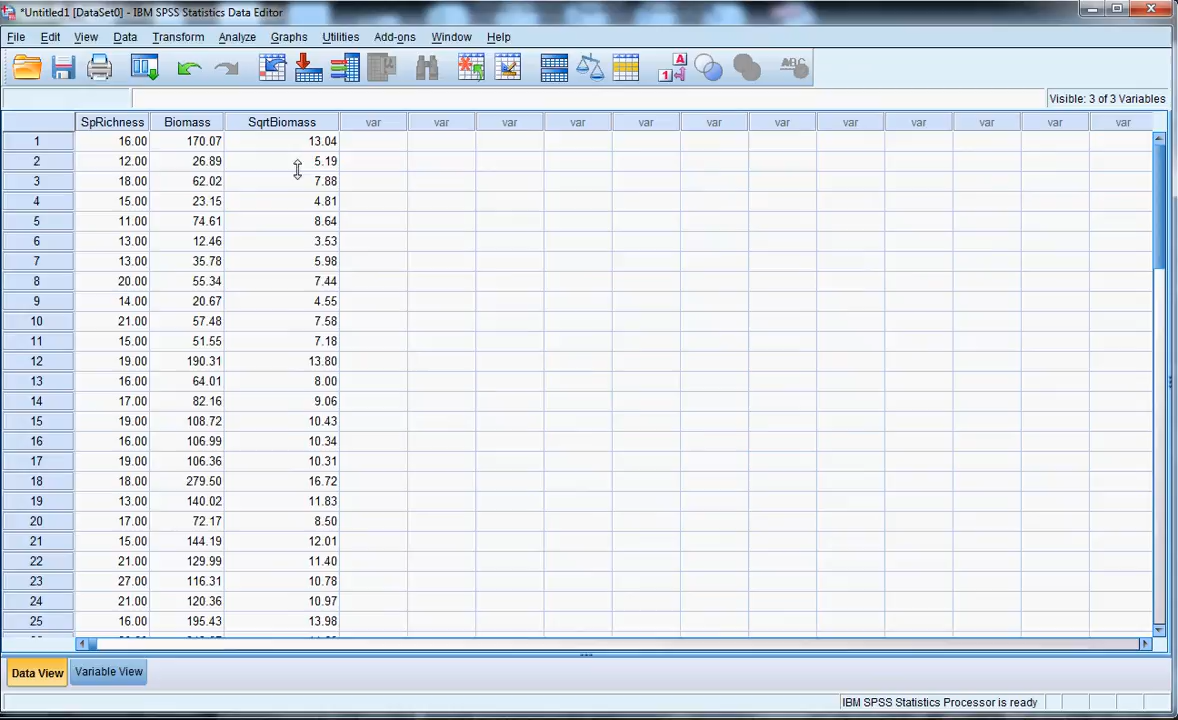 *Untitled1 [DataSet0] - IBM SPSS Statistics Data Editor
File Edit View Data Transform Analyze Graphs Utilities Add-ons Window Help
Visible: 3 of 3 Variables
SpRichness Biomass SqrtBiomass var var var var var var var var var var var var
1 16.00 170.07 13.04
2 12.00 26.89 5.19
3 18.00 62.02 7.88
4 15.00 23.15 4.81
5 11.00 74.61 8.64
6 13.00 12.46 3.53
7 13.00 35.78 5.98
8 20.00 55.34 7.44
9 14.00 20.67 4.55
10 21.00 57.48 7.58
11 15.00 51.55 7.18
12 19.00 190.31 13.80
13 16.00 64.01 8.00
14 17.00 82.16 9.06
15 19.00 108.72 10.43
16 16.00 106.99 10.34
17 19.00 106.36 10.31
18 18.00 279.50 16.72
19 13.00 140.02 11.83
20 17.00 72.17 8.50
21 15.00 144.19 12.01
22 21.00 129.99 11.40
23 27.00 116.31 10.78
24 21.00 120.36 10.97
25 16.00 195.43 13.98
Data View Variable View
IBM SPSS Statistics Processor is ready